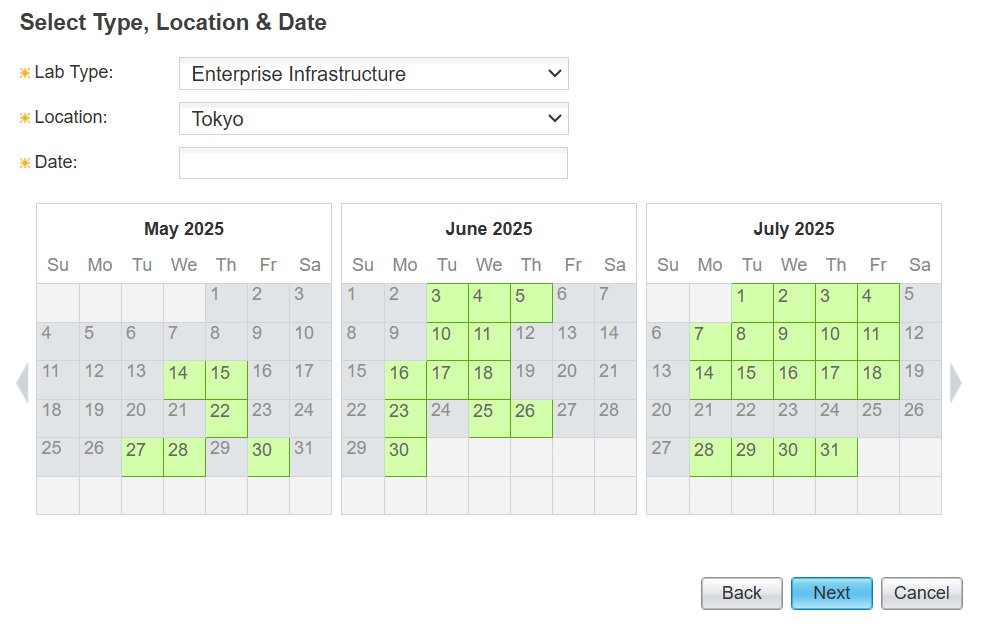 Select Type, Location & Date
Lab Type: Enterprise Infrastructure
Location: Tokyo
Date:
May 2025
Su Mo Tu We Th Fr Sa
1 2 3
4 5 6 7 8 9 10
11 12 13 14 15 16 17
18 19 20 21 22 23 24
25 26 27 28 29 30 31
June 2025
Su Mo Tu We Th Fr Sa
1 2 3 4 5 6 7
8 9 10 11 12 13 14
15 16 17 18 19 20 21
22 23 24 25 26 27 28
29 30
July 2025
Su Mo Tu We Th Fr Sa
1 2 3 4 5
6 7 8 9 10 11 12
13 14 15 16 17 18 19
20 21 22 23 24 25 26
27 28 29 30 31
Back Next Cancel